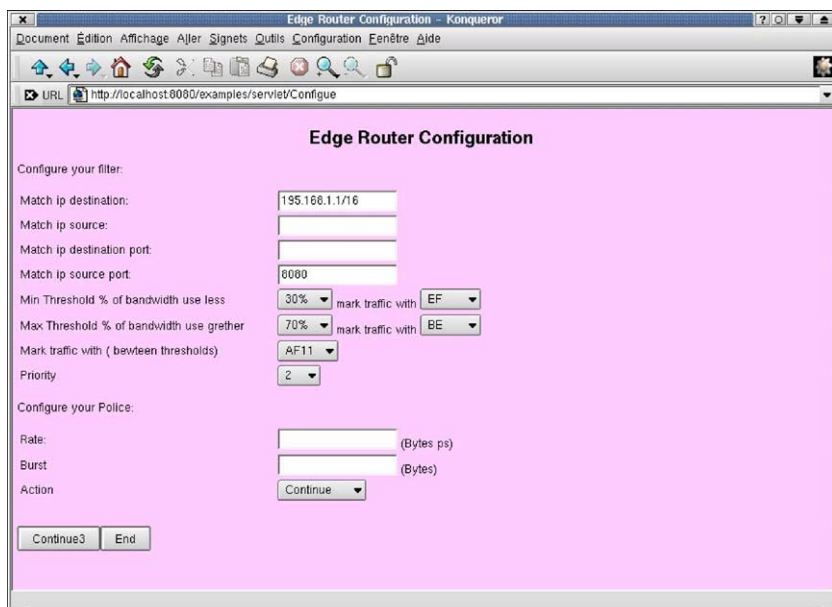 Edge Router Configuration - Konqueror
Document Édition Affichage Aller Signets Outils Configuration Fenêtre Aide
URL http://localhost:8080/examples/servlet/Configue
Edge Router Configuration
Configure your filter:
Match ip destination: 195.168.1.1/16
Match ip source:
Match ip destination port:
Match ip source port: 8080
Min Threshold % of bandwidth use less 30% mark traffic with EF
Max Threshold % of bandwidth use grether 70% mark traffic with BE
Mark traffic with ( bewteen thresholds) AF11
Priority 2
Configure your Police:
Rate: (Bytes ps)
Burst (Bytes)
Action Continue
Continue3 End